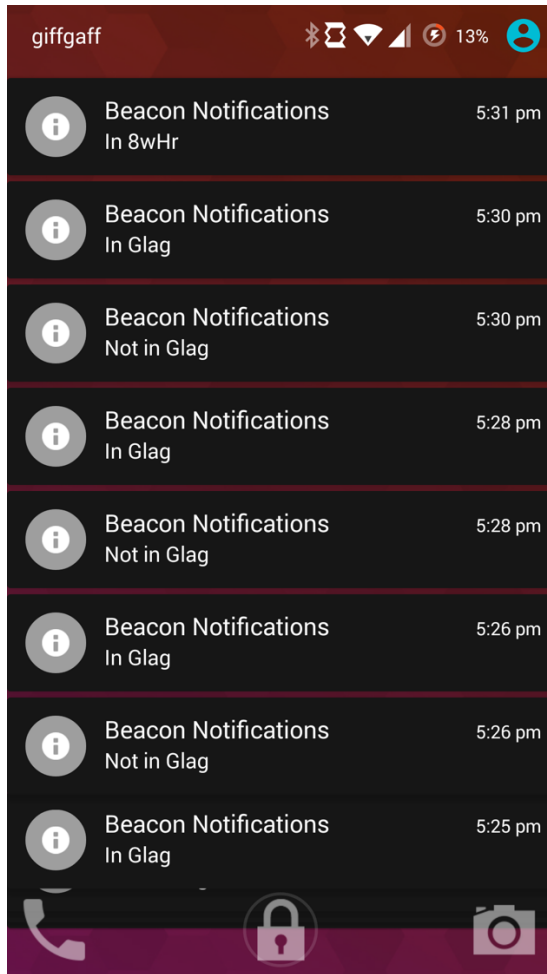 giffgaff 13%
Beacon Notifications 5:31 pm
In 8wHr
Beacon Notifications 5:30 pm
In Glag
Beacon Notifications 5:30 pm
Not in Glag
Beacon Notifications 5:28 pm
In Glag
Beacon Notifications 5:28 pm
Not in Glag
Beacon Notifications 5:26 pm
In Glag
Beacon Notifications 5:26 pm
Not in Glag
Beacon Notifications 5:25 pm
In Glag